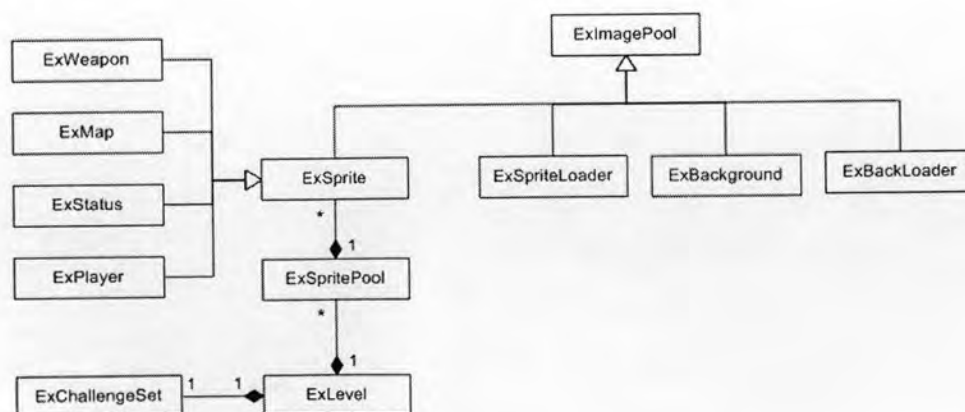 ExImagePool
ExWeapon
ExMap
ExSprite
ExSpriteLoader
ExBackground
ExBackLoader
ExStatus
*
1
ExPlayer
ExSpritePool
*
1
1
1
ExChallengeSet
ExLevel